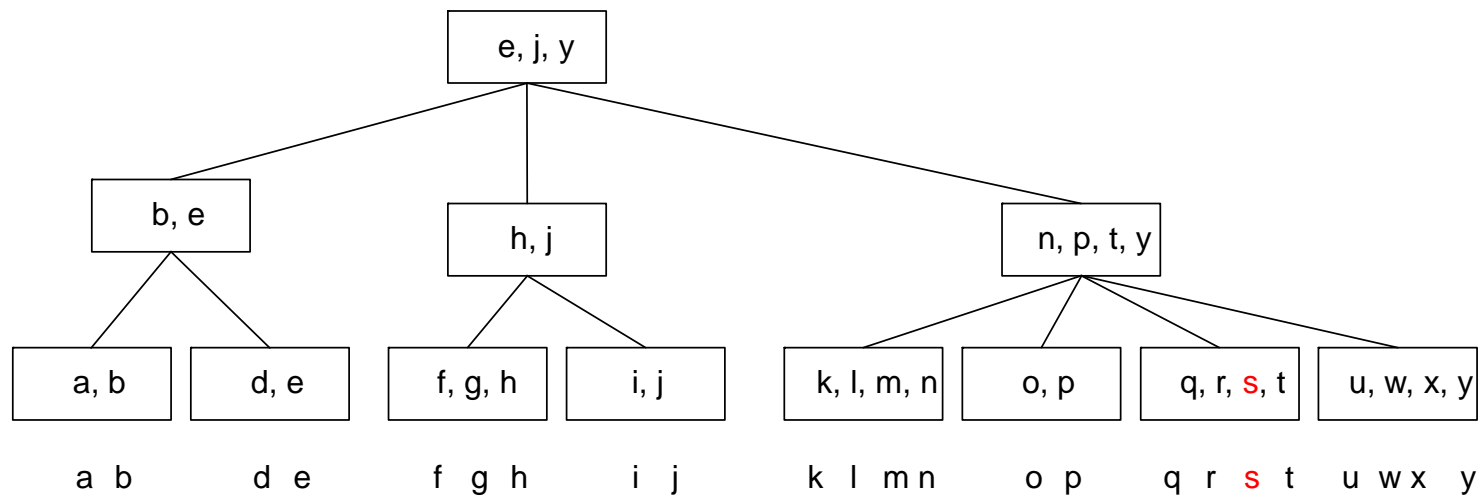 e, j, y
b, e
h, j
n, p, t, y
a, b
d, e
f, g, h
i, j
k, l, m, n
o, p
q, r, s, t
u, w, x, y
a b d e f g h i j k l m n o p q r s t u w x y